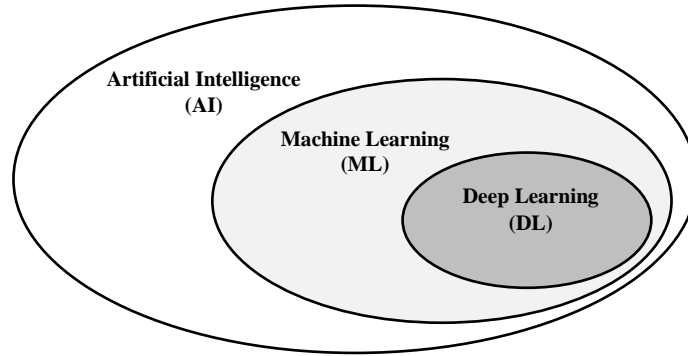 Artificial Intelligence
(AI)
Machine Learning
(ML)
Deep Learning
(DL)